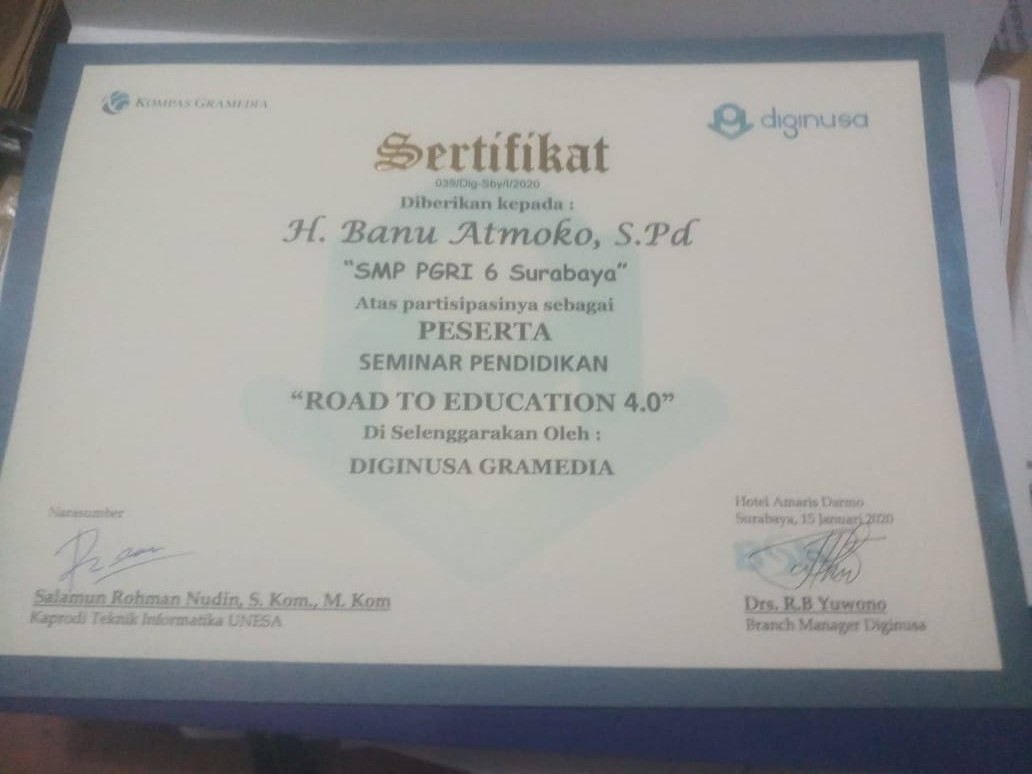 KOMPAS GRAMEDIA
diginusa
Sertifikat
039/Dig-Sby/I/2020
Diberikan kepada :
H. Banu Atmoko, S.Pd
"SMP PGRI 6 Surabaya"
Atas partisipasinya sebagai
PESERTA
SEMINAR PENDIDIKAN
"ROAD TO EDUCATION 4.0"
Di Selenggarakan Oleh :
DIGINUSA GRAMEDIA
Narasumber
Salamun Rohman Nudin, S. Kom., M. Kom
Kaprodi Teknik Informatika UNESA
Hotel Amaris Darmo
Surabaya, 15 Januari 2020
Drs. R.B Yuwono
Branch Manager Diginusa